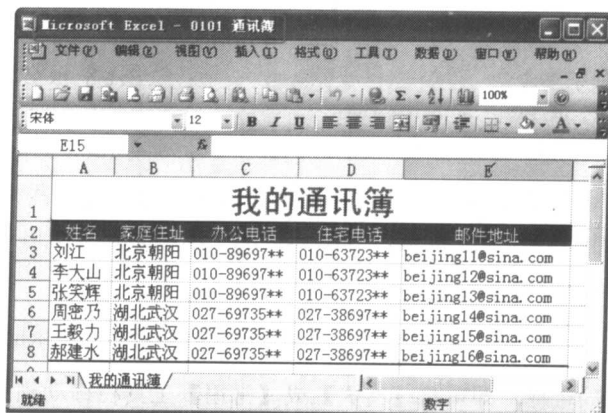 Microsoft Excel - 0101 通讯簿
文件(F) 编辑(E) 视图(V) 插入(I) 格式(O) 工具(T) 数据(D) 窗口(W) 帮助(H)
100%
宋体 12 B I U Σ A
E15 fx
A B C D E
1 我的通讯簿
2 姓名 家庭住址 办公电话 住宅电话 邮件地址
3 刘江 北京朝阳 010-89697** 010-63723** beijing11@sina.com
4 李大山 北京朝阳 010-89697** 010-63723** beijing12@sina.com
5 张笑辉 北京朝阳 010-89697** 010-63723** beijing13@sina.com
6 周密乃 湖北武汉 027-69735** 027-38697** beijing14@sina.com
7 王毅力 湖北武汉 027-69735** 027-38697** beijing15@sina.com
8 郝建水 湖北武汉 027-69735** 027-38697** beijing16@sina.com
我的通讯簿
就绪 数字